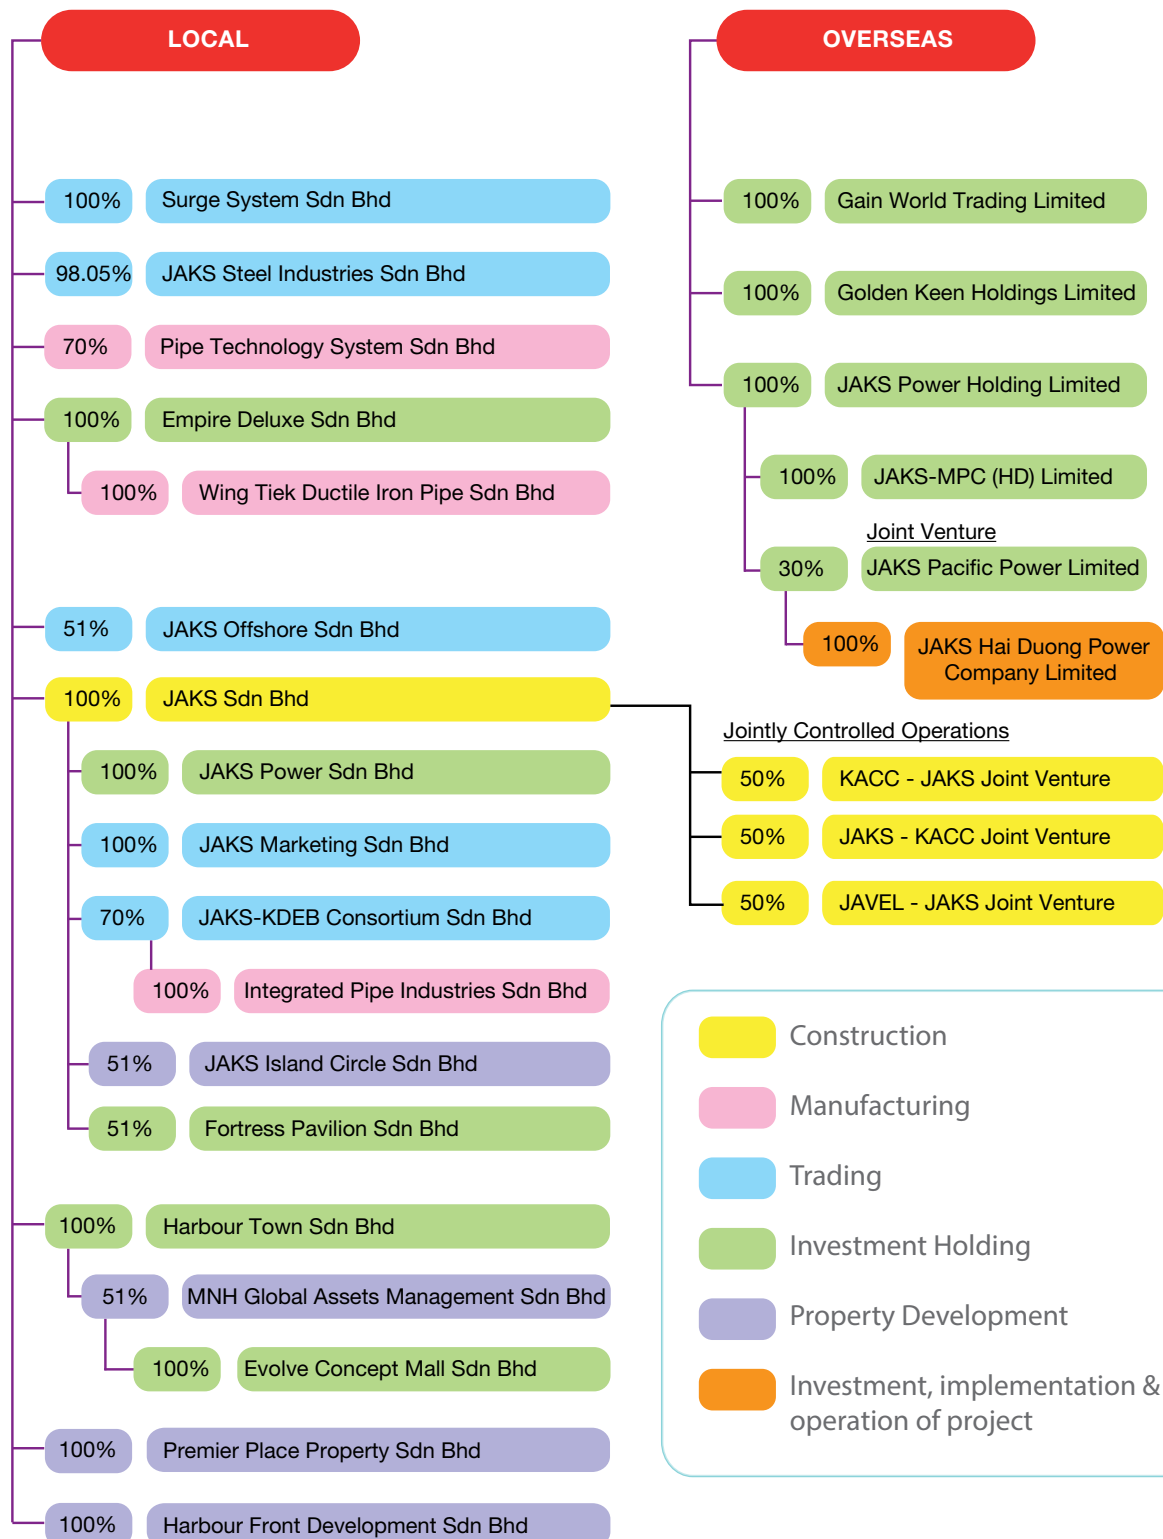 LOCAL
100% Surge System Sdn Bhd
98.05% JAKS Steel Industries Sdn Bhd
70% Pipe Technology System Sdn Bhd
100% Empire Deluxe Sdn Bhd
100% Wing Tiek Ductile Iron Pipe Sdn Bhd
51% JAKS Offshore Sdn Bhd
100% JAKS Sdn Bhd
100% JAKS Power Sdn Bhd
100% JAKS Marketing Sdn Bhd
70% JAKS-KDEB Consortium Sdn Bhd
100% Integrated Pipe Industries Sdn Bhd
51% JAKS Island Circle Sdn Bhd
51% Fortress Pavilion Sdn Bhd
100% Harbour Town Sdn Bhd
51% MNH Global Assets Management Sdn Bhd
100% Evolve Concept Mall Sdn Bhd
100% Premier Place Property Sdn Bhd
100% Harbour Front Development Sdn Bhd
OVERSEAS
100% Gain World Trading Limited
100% Golden Keen Holdings Limited
100% JAKS Power Holding Limited
100% JAKS-MPC (HD) Limited
Joint Venture
30% JAKS Pacific Power Limited
100% JAKS Hai Duong Power
Company Limited
Jointly Controlled Operations
50% KACC - JAKS Joint Venture
50% JAKS - KACC Joint Venture
50% JAVEL - JAKS Joint Venture
Construction
Manufacturing
Trading
Investment Holding
Property Development
Investment, implementation &
operation of project